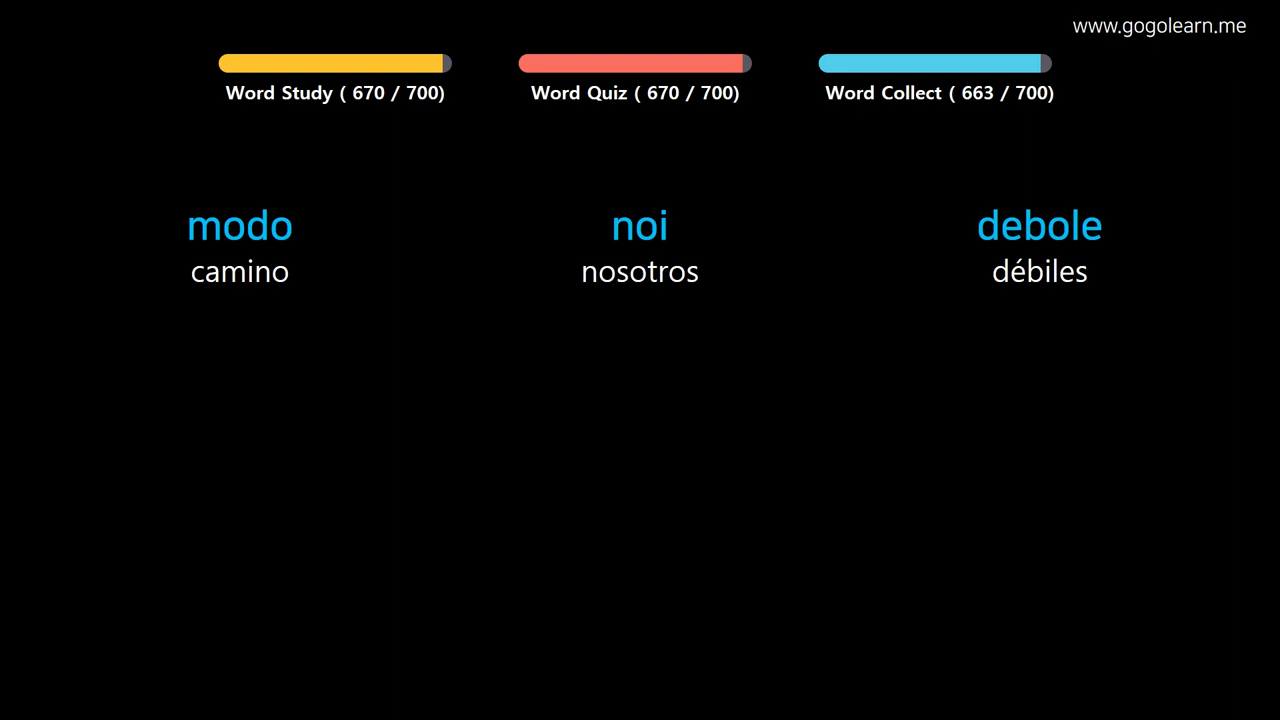 www.gogolearn.me
Word Study ( 670 / 700)
Word Quiz ( 670 / 700)
Word Collect ( 663 / 700)
modo
camino
noi
nosotros
debole
débiles